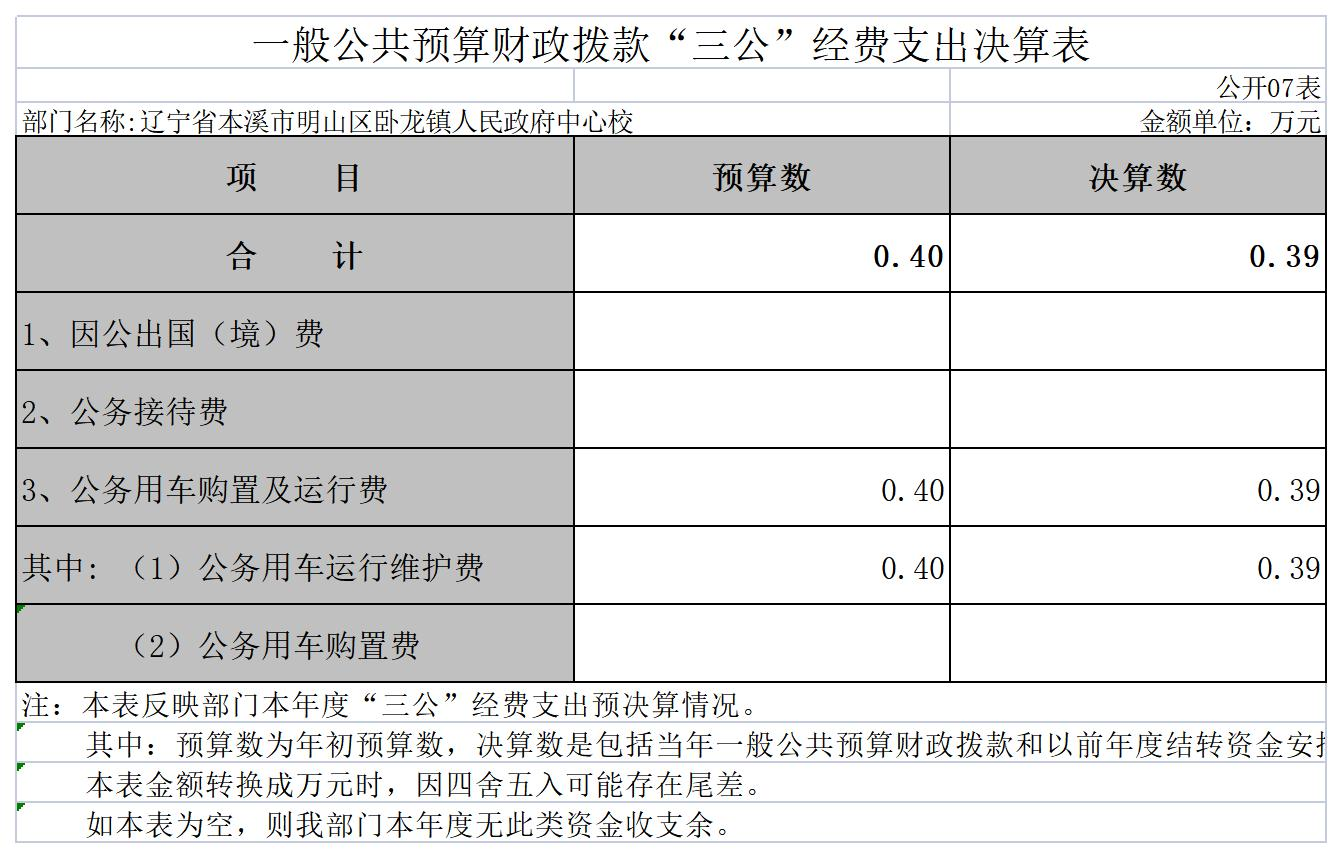 一般公共预算财政拨款“三公”经费支出决算表
公开07表
部门名称:辽宁省本溪市明山区卧龙镇人民政府中心校 金额单位：万元
项 目 预算数 决算数
合 计 0.40 0.39
1、因公出国（境）费
2、公务接待费
3、公务用车购置及运行费 0.40 0.39
其中: （1）公务用车运行维护费 0.40 0.39
（2）公务用车购置费
注：本表反映部门本年度“三公”经费支出预决算情况。
其中：预算数为年初预算数，决算数是包括当年一般公共预算财政拨款和以前年度结转资金安
本表金额转换成万元时，因四舍五入可能存在尾差。
如本表为空，则我部门本年度无此类资金收支余。